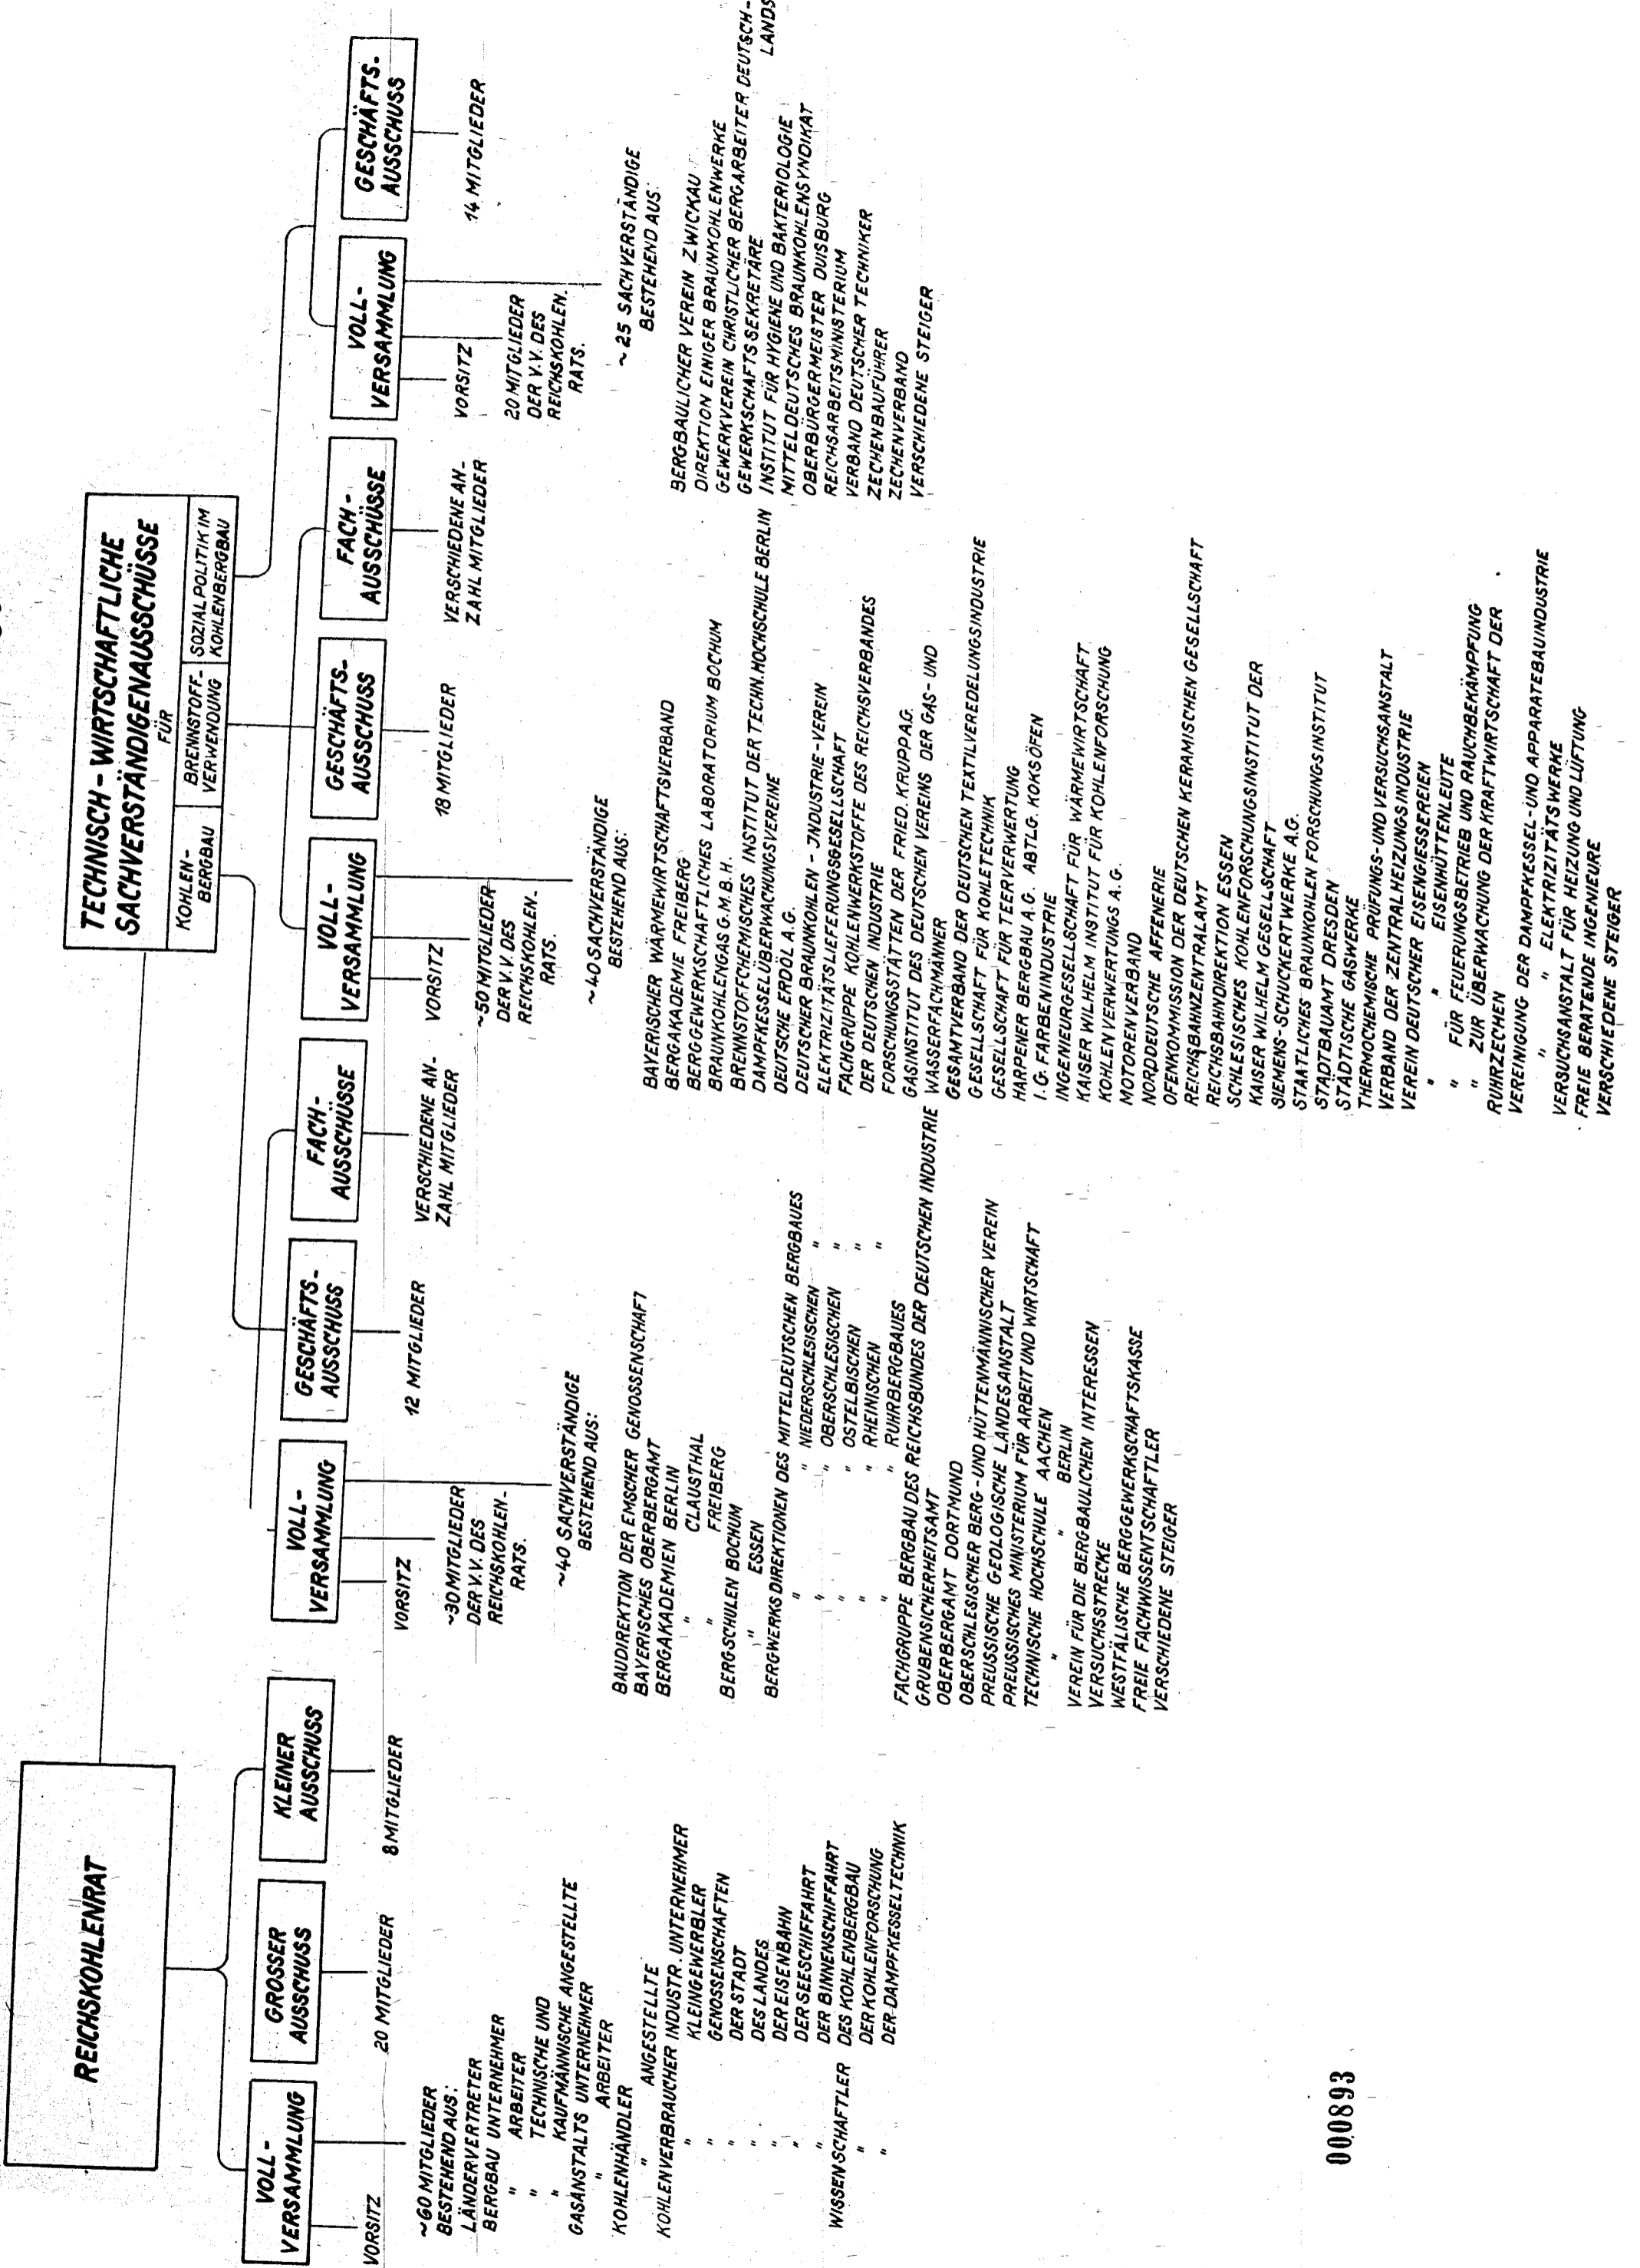 REICHSKOHLENRAT
VOLL-
VERSAMMLUNG
VORSITZ
~60 MITGLIEDER
BESTEHEND AUS:
LÄNDERVERTRETER
BERGBAU UNTERNEHMER
" ARBEITER
" TECHNISCHE UND
" KAUFMÄNNISCHE ANGESTELLTE
GASANSTALTS UNTERNEHMER
" ARBEITER
KOHLENHÄNDLER
" ANGESTELLTE
KOHLENVERBRAUCHER INDUSTR. UNTERNEHMER
" KLEINGEWERBLER
" GENOSSENSCHAFTEN
" DER STADT
" DES LANDES
" DER EISENBAHN
" DER SEESCHIFFAHRT
" DER BINNENSCHIFFAHRT
WISSENSCHAFTLER DES KOHLENBERGBAU
" DER KOHLENFORSCHUNG
" DER DAMPFKESSELTECHNIK
GROSSER
AUSSCHUSS
20 MITGLIEDER
KLEINER
AUSSCHUSS
8 MITGLIEDER
TECHNISCH-WIRTSCHAFTLICHE
SACHVERSTÄNDIGENAUSSCHÜSSE
FÜR
KOHLEN-
BERGBAU
BRENNSTOFF-
VERWENDUNG
SOZIALPOLITIK IM
KOHLENBERGBAU
VOLL-
VERSAMMLUNG
VORSITZ
~30 MITGLIEDER
DER V.V. DES
REICHSKOHLEN-
RATS.
~40 SACHVERSTÄNDIGE
BESTEHEND AUS:
BAUDIREKTION DER EMSCHER GENOSSENSCHAFT
BAYERISCHES OBERBERGAMT
BERGAKADEMIEN BERLIN
" CLAUSTHAL
" FREIBERG
BERGSCHULEN BOCHUM
" ESSEN
BERGWERKSDIREKTIONEN DES MITTELDEUTSCHEN BERGBAUES
" " NIEDERSCHLESISCHEN "
" " OBERSCHLESISCHEN "
" " OSTELBISCHEN "
" " RHEINISCHEN "
" " RUHRBERGBAUES
FACHGRUPPE BERGBAU DES REICHSBUNDES DER DEUTSCHEN INDUSTRIE
GRUBENSICHERHEITSAMT
OBERBERGAMT DORTMUND
OBERSCHLESISCHER BERG-UND HÜTTENMÄNNISCHER VEREIN
PREUSSISCHE GEOLOGISCHE LANDESANSTALT
PREUSSISCHES MINISTERIUM FÜR ARBEIT UND WIRTSCHAFT
TECHNISCHE HOCHSCHULE AACHEN
" " BERLIN
VEREIN FÜR DIE BERGBAULICHEN INTERESSEN
VERSUCHSSTRECKE
WESTFÄLISCHE BERGGEWERKSCHAFTSKASSE
FREIE FACHWISSENTSCHAFTLER
VERSCHIEDENE STEIGER
GESCHÄFTS-
AUSSCHUSS
12 MITGLIEDER
FACH-
AUSSCHÜSSE
VERSCHIEDENE AN-
ZAHL MITGLIEDER
VOLL-
VERSAMMLUNG
VORSITZ
~50 MITGLIEDER
DER V.V. DES
REICHKOHLEN-
RATS.
~40 SACHVERSTÄNDIGE
BESTEHEND AUS:
BAYERISCHER WÄRMEWIRTSCHAFTSVERBAND
BERGAKADEMIE FREIBERG
BERGGEWERKSCHAFTLICHES LABORATORIUM BOCHUM
BRAUNKOHLENGAS G.M.B.H.
BRENNSTOFFCHEMISCHES INSTITUT DER TECHN. HOCHSCHULE BERLIN
DAMPFKESSELÜBERWACHUNGSVEREINE
DEUTSCHE ERDÖL A.G.
DEUTSCHER BRAUNKOHLEN-JNDUSTRIE-VEREIN
ELEKTRIZITÄTSLIEFERUNGSGESELLSCHAFT
FACHGRUPPE KOHLENWERKSTOFFE DES REICHSVERBANDES
DER DEUTSCHEN INDUSTRIE
FORSCHUNGSSTÄTTEN DER FRIED. KRUPP A.G.
GASINSTITUT DES DEUTSCHEN VEREINS DER GAS-UND
WASSERFACHMÄNNER
GESAMTVERBAND DER DEUTSCHEN TEXTILVEREDELUNGSINDUSTRIE
GESELLSCHAFT FÜR KOHLETECHNIK
GESELLSCHAFT FÜR TEERVERWERTUNG
HARPENER BERGBAU A.G. ABTLG. KOKSÖFEN
I.G. FARBENINDUSTRIE
INGENIEURGESELLSCHAFT FÜR WÄRMEWIRTSCHAFT
KAISER WILHELM INSTITUT FÜR KOHLENFORSCHUNG
KOHLENVERWERTUNGS A.G.
MOTORENVERBAND
NORDDEUTSCHE AFFENERIE
OFENKOMMISSION DER DEUTSCHEN KERAMISCHEN GESELLSCHAFT
REICHSBAHNZENTRALAMT
REICHSBAHNDIREKTION ESSEN
SCHLESISCHES KOHLENFORSCHUNGSINSTITUT DER
KAISER WILHELM GESELLSCHAFT
SIEMENS-SCHUCKERTWERKE A.G.
STAATLICHES BRAUNKOHLEN FORSCHUNGSINSTITUT
STADTBAUAMT DRESDEN
STÄDTISCHE GASWERKE
THERMOCHEMISCHE PRÜFUNGS-UND VERSUCHSANSTALT
VERBAND DER ZENTRALHEIZUNGSINDUSTRIE
VEREIN DEUTSCHER EISENGIESSEREIEN
" " EISENHÜTTENLEUTE
" FÜR FEUERUNGSBETRIEB UND RAUCHBEKÄMPFUNG
" ZUR ÜBERWACHUNG DER KRAFTWIRTSCHAFT DER
RUHRZECHEN
VEREINIGUNG DER DAMPFKESSEL-UND APPARATEBAUINDUSTRIE
" " ELEKTRIZITÄTSWERKE
VERSUCHSANSTALT FÜR HEIZUNG UND LÜFTUNG
FREIE BERATENDE INGENIEURE
VERSCHIEDENE STEIGER
GESCHÄFTS-
AUSSCHUSS
18 MITGLIEDER
FACH-
AUSSCHÜSSE
VERSCHIEDENE AN-
ZAHL MITGLIEDER
VOLL-
VERSAMMLUNG
VORSITZ
20 MITGLIEDER
DER V.V. DES
REICHSKOHLEN.
RATS.
~25 SACHVERSTÄNDIGE
BESTEHEND AUS:
BERGBAULICHER VEREIN ZWICKAU
DIREKTION EINIGER BRAUNKOHLENWERKE
GEWERKVEREIN CHRISTLICHER BERGARBEITER DEUTSCH-
LANDS
GEWERKSCHAFTSSEKRETÄRE
INSTITUT FÜR HYGIENE UND BAKTERIOLOGIE
MITTELDEUTSCHES BRAUNKOHLENSYNDIKAT
OBERBÜRGERMEISTER DUISBURG
REICHSARBEITSMINISTERIUM
VERBAND DEUTSCHER TECHNIKER
ZECHENBAUFÜHRER
ZECHENVERBAND
VERSCHIEDENE STEIGER
GESCHÄFTS-
AUSSCHUSS
14 MITGLIEDER
000893